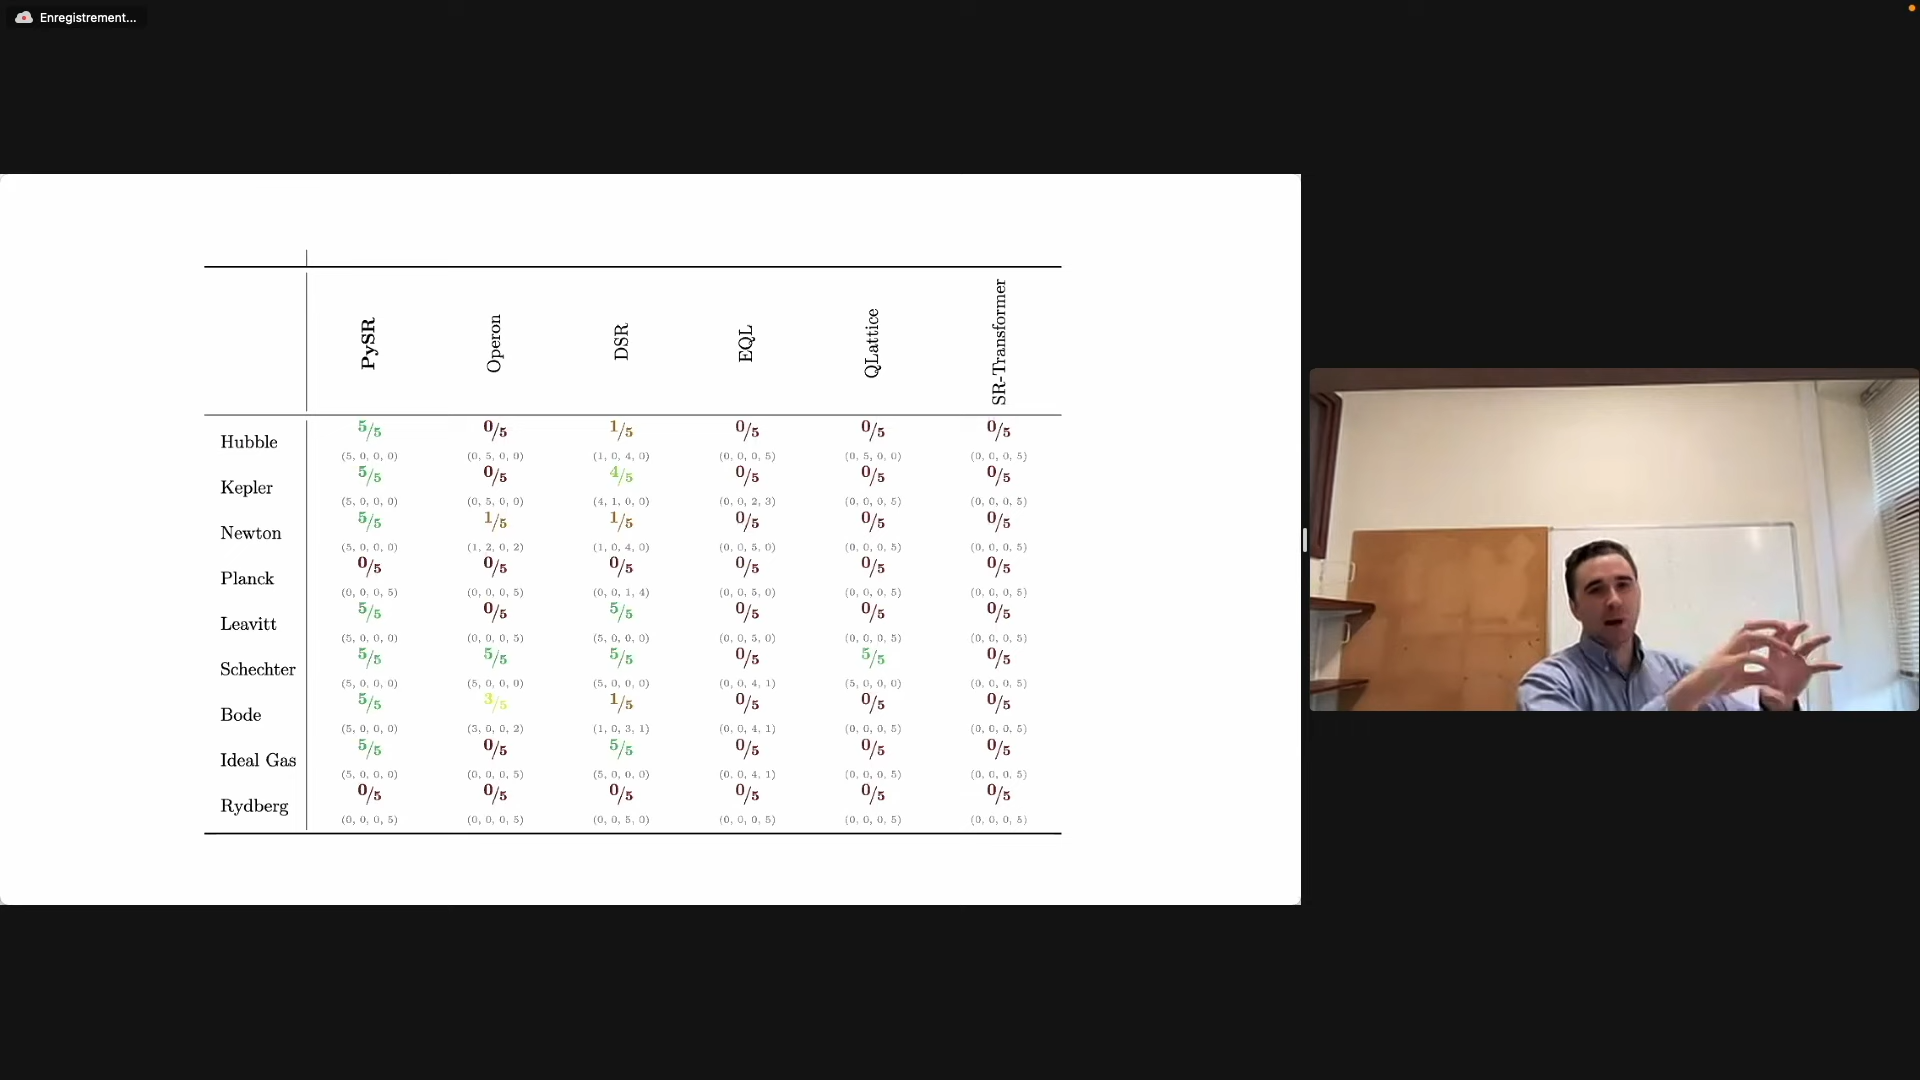 Enregistrement...
PySR Operon DSR EQL QLattice SR-Transformer
Hubble 5/5 0/5 1/5 0/5 0/5 0/5
(5, 0, 0, 0) (0, 5, 0, 0) (1, 0, 4, 0) (0, 0, 0, 5) (0, 5, 0, 0) (0, 0, 0, 5)
Kepler 5/5 0/5 4/5 0/5 0/5 0/5
(5, 0, 0, 0) (0, 5, 0, 0) (4, 1, 0, 0) (0, 0, 2, 3) (0, 0, 0, 5) (0, 0, 0, 5)
Newton 5/5 1/5 1/5 0/5 0/5 0/5
(5, 0, 0, 0) (1, 2, 0, 2) (1, 0, 4, 0) (0, 0, 5, 0) (0, 0, 0, 5) (0, 0, 0, 5)
Planck 0/5 0/5 0/5 0/5 0/5 0/5
(0, 0, 0, 5) (0, 0, 0, 5) (0, 0, 1, 4) (0, 0, 5, 0) (0, 0, 0, 5) (0, 0, 0, 5)
Leavitt 5/5 0/5 5/5 0/5 0/5 0/5
(5, 0, 0, 0) (0, 0, 0, 5) (5, 0, 0, 0) (0, 0, 5, 0) (0, 0, 0, 5) (0, 0, 0, 5)
Schechter 5/5 5/5 5/5 0/5 5/5 0/5
(5, 0, 0, 0) (5, 0, 0, 0) (5, 0, 0, 0) (0, 0, 4, 1) (5, 0, 0, 0) (0, 0, 0, 5)
Bode 5/5 3/5 1/5 0/5 0/5 0/5
(5, 0, 0, 0) (3, 0, 0, 2) (1, 0, 3, 1) (0, 0, 4, 1) (0, 0, 0, 5) (0, 0, 0, 5)
Ideal Gas 5/5 0/5 5/5 0/5 0/5 0/5
(5, 0, 0, 0) (0, 0, 0, 5) (5, 0, 0, 0) (0, 0, 4, 1) (0, 0, 0, 5) (0, 0, 0, 5)
Rydberg 0/5 0/5 0/5 0/5 0/5 0/5
(0, 0, 0, 5) (0, 0, 0, 5) (0, 0, 5, 0) (0, 0, 0, 5) (0, 0, 0, 5) (0, 0, 0, 5)